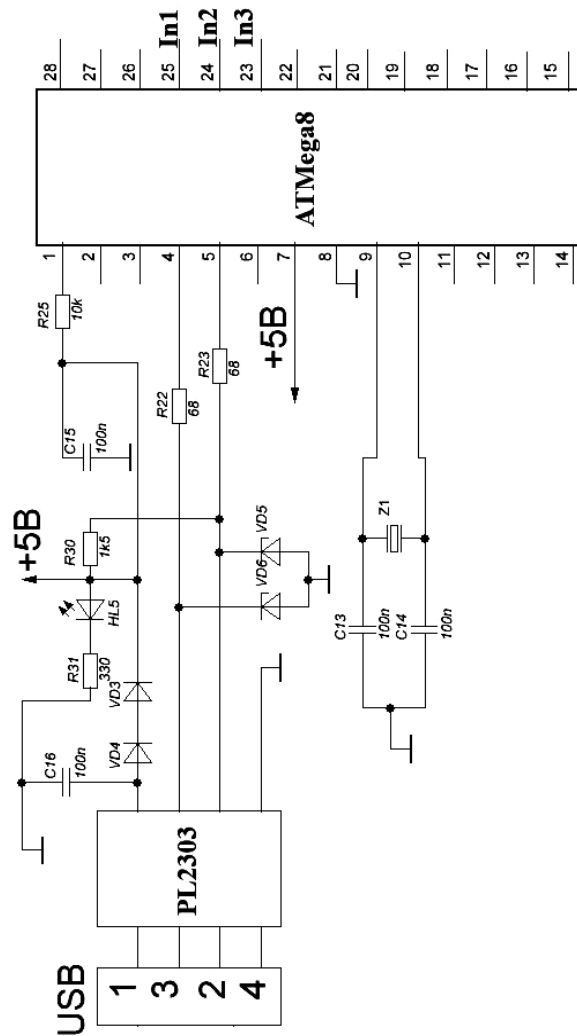 28
27
26
25
24
23
22
21
20
19
18
17
16
15
In1
In2
In3
ATMega8
1
2
3
4
5
6
7
8
9
10
11
12
13
14
R25
10k
C15
100n
R22
68
R23
68
+5В
+5В
R30
1k5
HL5
R31
330
C16
100n
VD3
VD4
VD5
VD6
Z1
C13
100n
C14
100n
PL2303
USB
1
3
2
4